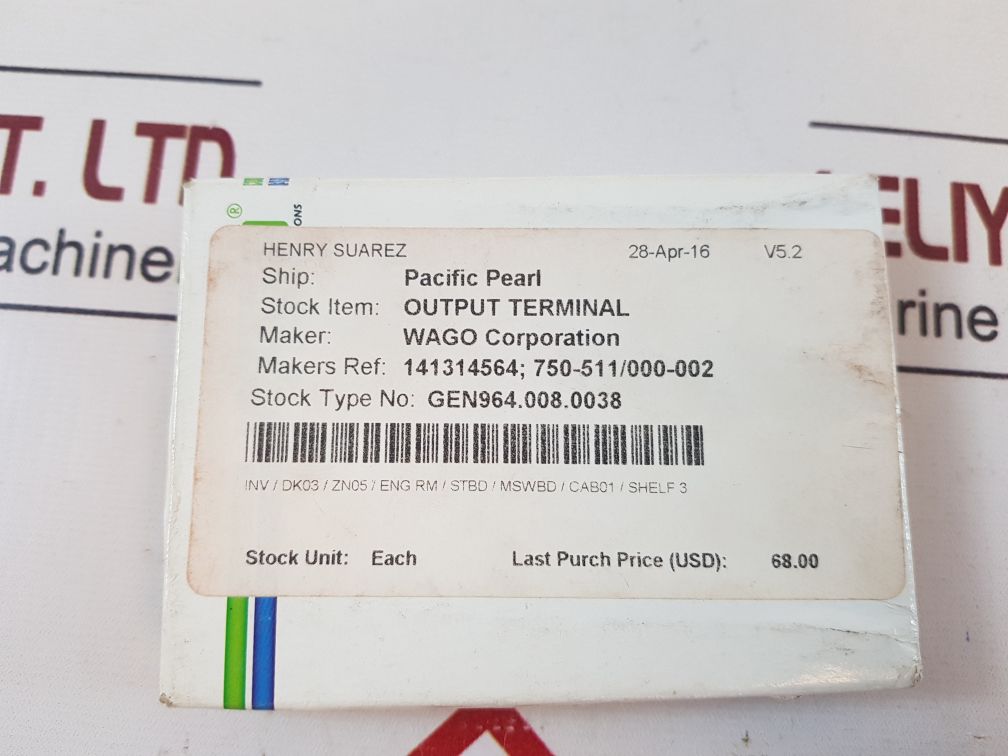 T. LTD
achine
ELIY
rine
®
ONS
HENRY SUAREZ 28-Apr-16 V5.2
Ship: Pacific Pearl
Stock Item: OUTPUT TERMINAL
Maker: WAGO Corporation
Makers Ref: 141314564; 750-511/000-002
Stock Type No: GEN964.008.0038
INV / DK03 / ZN05 / ENG RM / STBD / MSWBD / CAB01 / SHELF 3
Stock Unit: Each Last Purch Price (USD): 68.00